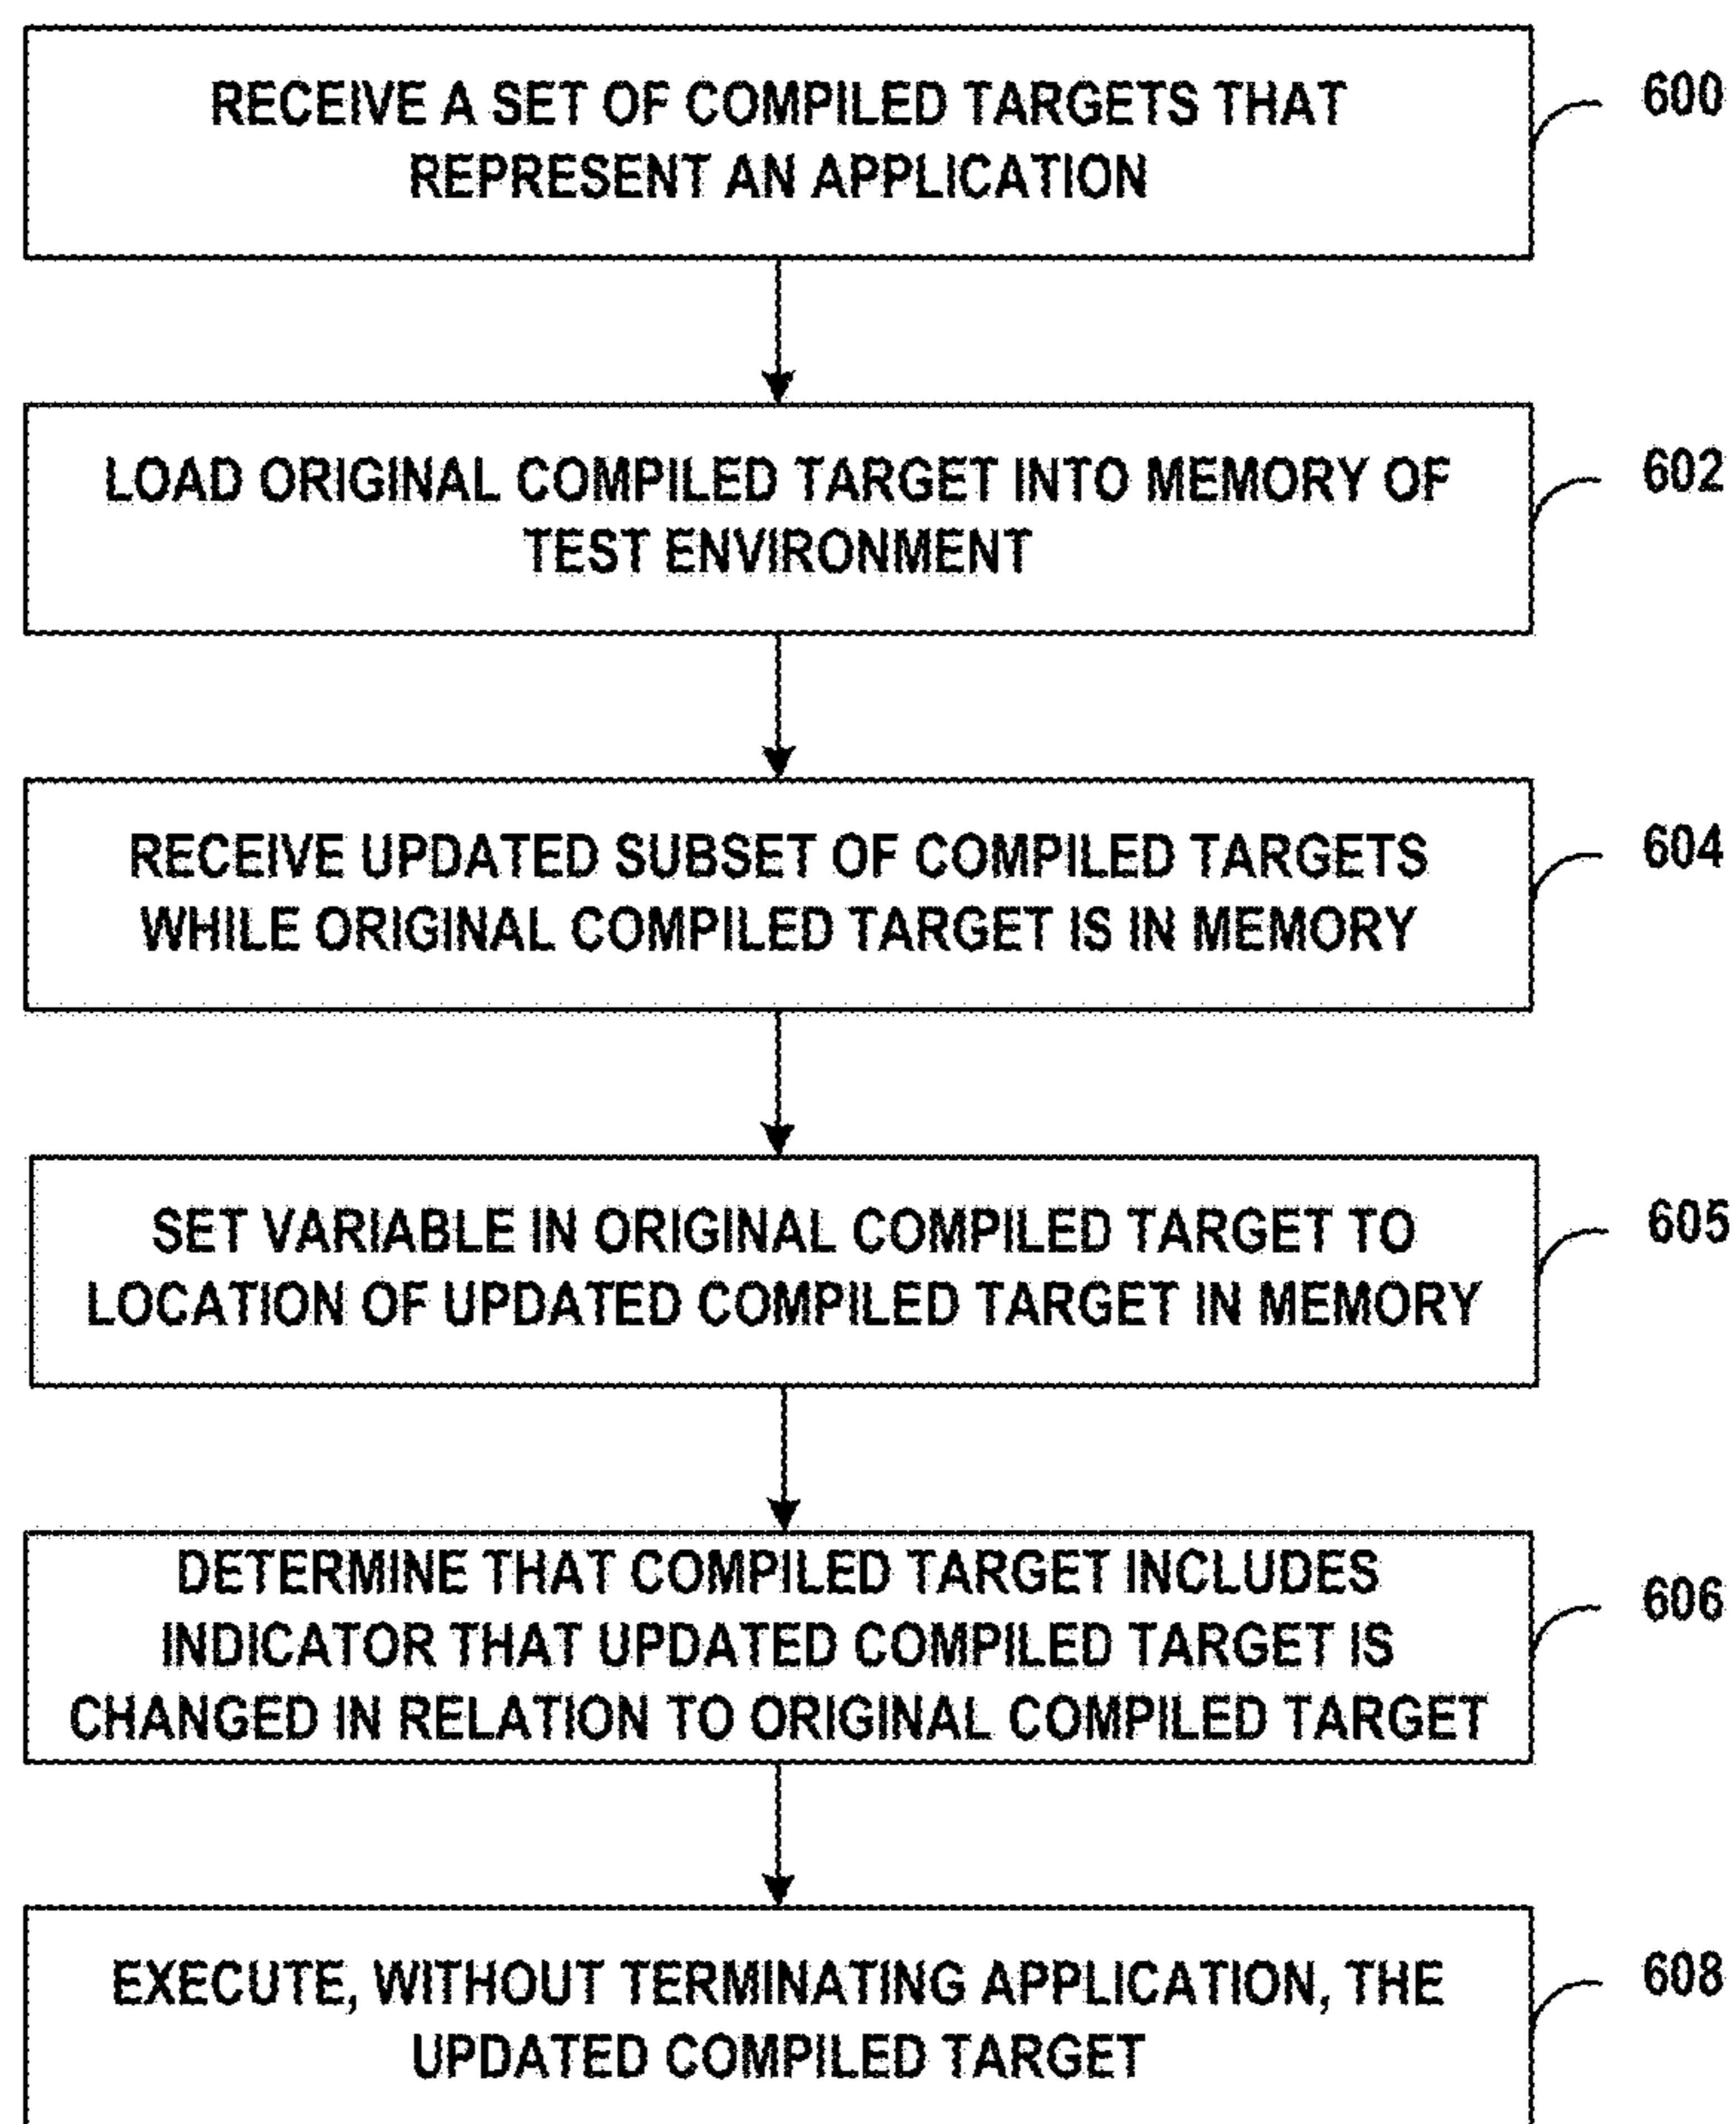 RECEIVE A SET OF COMPILED TARGETS THAT
REPRESENT AN APPLICATION
600
LOAD ORIGINAL COMPILED TARGET INTO MEMORY OF
TEST ENVIRONMENT
602
RECEIVE UPDATED SUBSET OF COMPILED TARGETS
WHILE ORIGINAL COMPILED TARGET IS IN MEMORY
604
SET VARIABLE IN ORIGINAL COMPILED TARGET TO
LOCATION OF UPDATED COMPILED TARGET IN MEMORY
605
DETERMINE THAT COMPILED TARGET INCLUDES
INDICATOR THAT UPDATED COMPILED TARGET IS
CHANGED IN RELATION TO ORIGINAL COMPILED TARGET
606
EXECUTE, WITHOUT TERMINATING APPLICATION, THE
UPDATED COMPILED TARGET
608